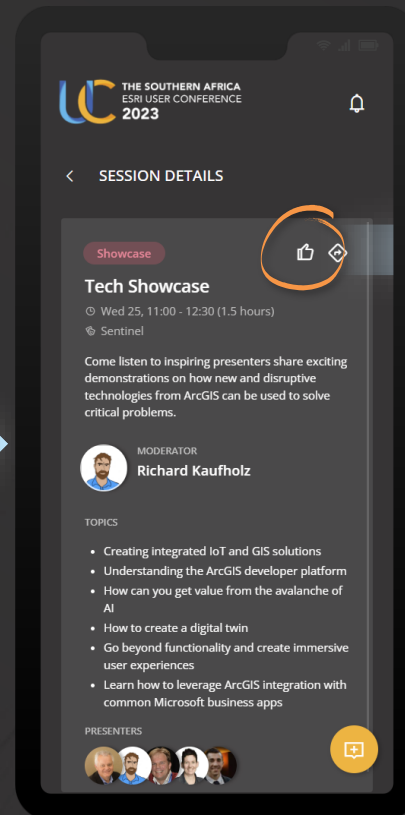 THE SOUTHERN AFRICA
ESRI USER CONFERENCE
2023
UC
SESSION DETAILS
Showcase
Tech Showcase
Wed 25, 11:00 - 12:30 (1.5 hours)
Sentinel
Come listen to inspiring presenters share exciting
demonstrations on how new and disruptive
technologies from ArcGIS can be used to solve
critical problems.
MODERATOR
Richard Kaufholz
TOPICS
• Creating integrated IoT and GIS solutions
• Understanding the ArcGIS developer platform
• How can you get value from the avalanche of
AI
• How to create a digital twin
• Go beyond functionality and create immersive
user experiences
• Learn how to leverage ArcGIS integration with
common Microsoft business apps
PRESENTERS